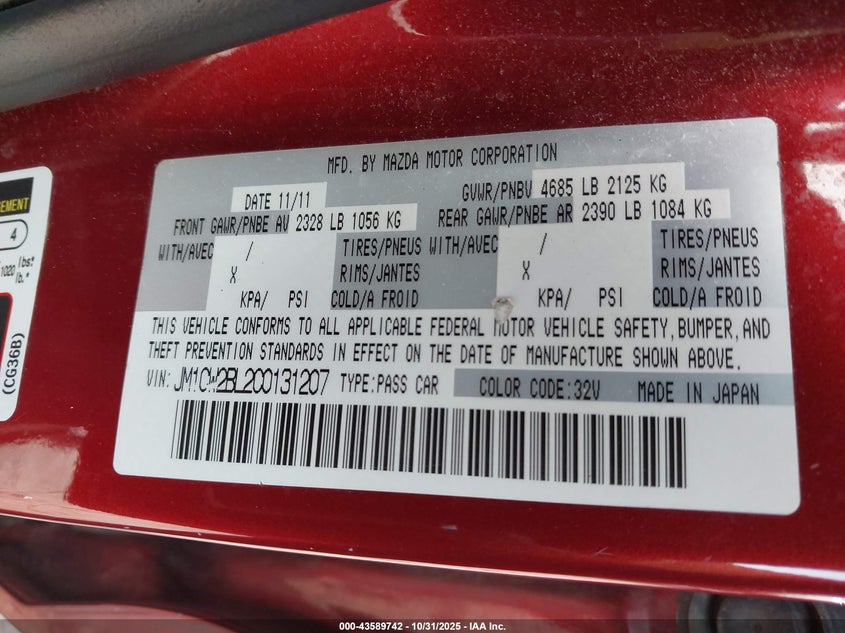 MFD. BY MAZDA MOTOR CORPORATION
DATE 11/11
GVWR/PNBV 4685 LB 2125 KG
FRONT GAWR/PNBE AV 2328 LB 1056 KG
REAR GAWR/PNBE AR 2390 LB 1084 KG
WITH/AVEC / TIRES/PNEUS WITH/AVEC / TIRES/PNEUS
X RIMS/JANTES X RIMS/JANTES
KPA/ PSI COLD/A FROID KPA/ PSI COLD/A FROID
THIS VEHICLE CONFORMS TO ALL APPLICABLE FEDERAL MOTOR VEHICLE SAFETY, BUMPER, AND
THEFT PREVENTION STANDARDS IN EFFECT ON THE DATE OF MANUFACTURE SHOWN ABOVE.
VIN: JM1CW2BL2C0131207 TYPE:PASS CAR COLOR CODE:32V MADE IN JAPAN
4
1020 lbs*
lb.*
(CG36B)
000-43589742 - 10/31/2025 - IAA Inc.